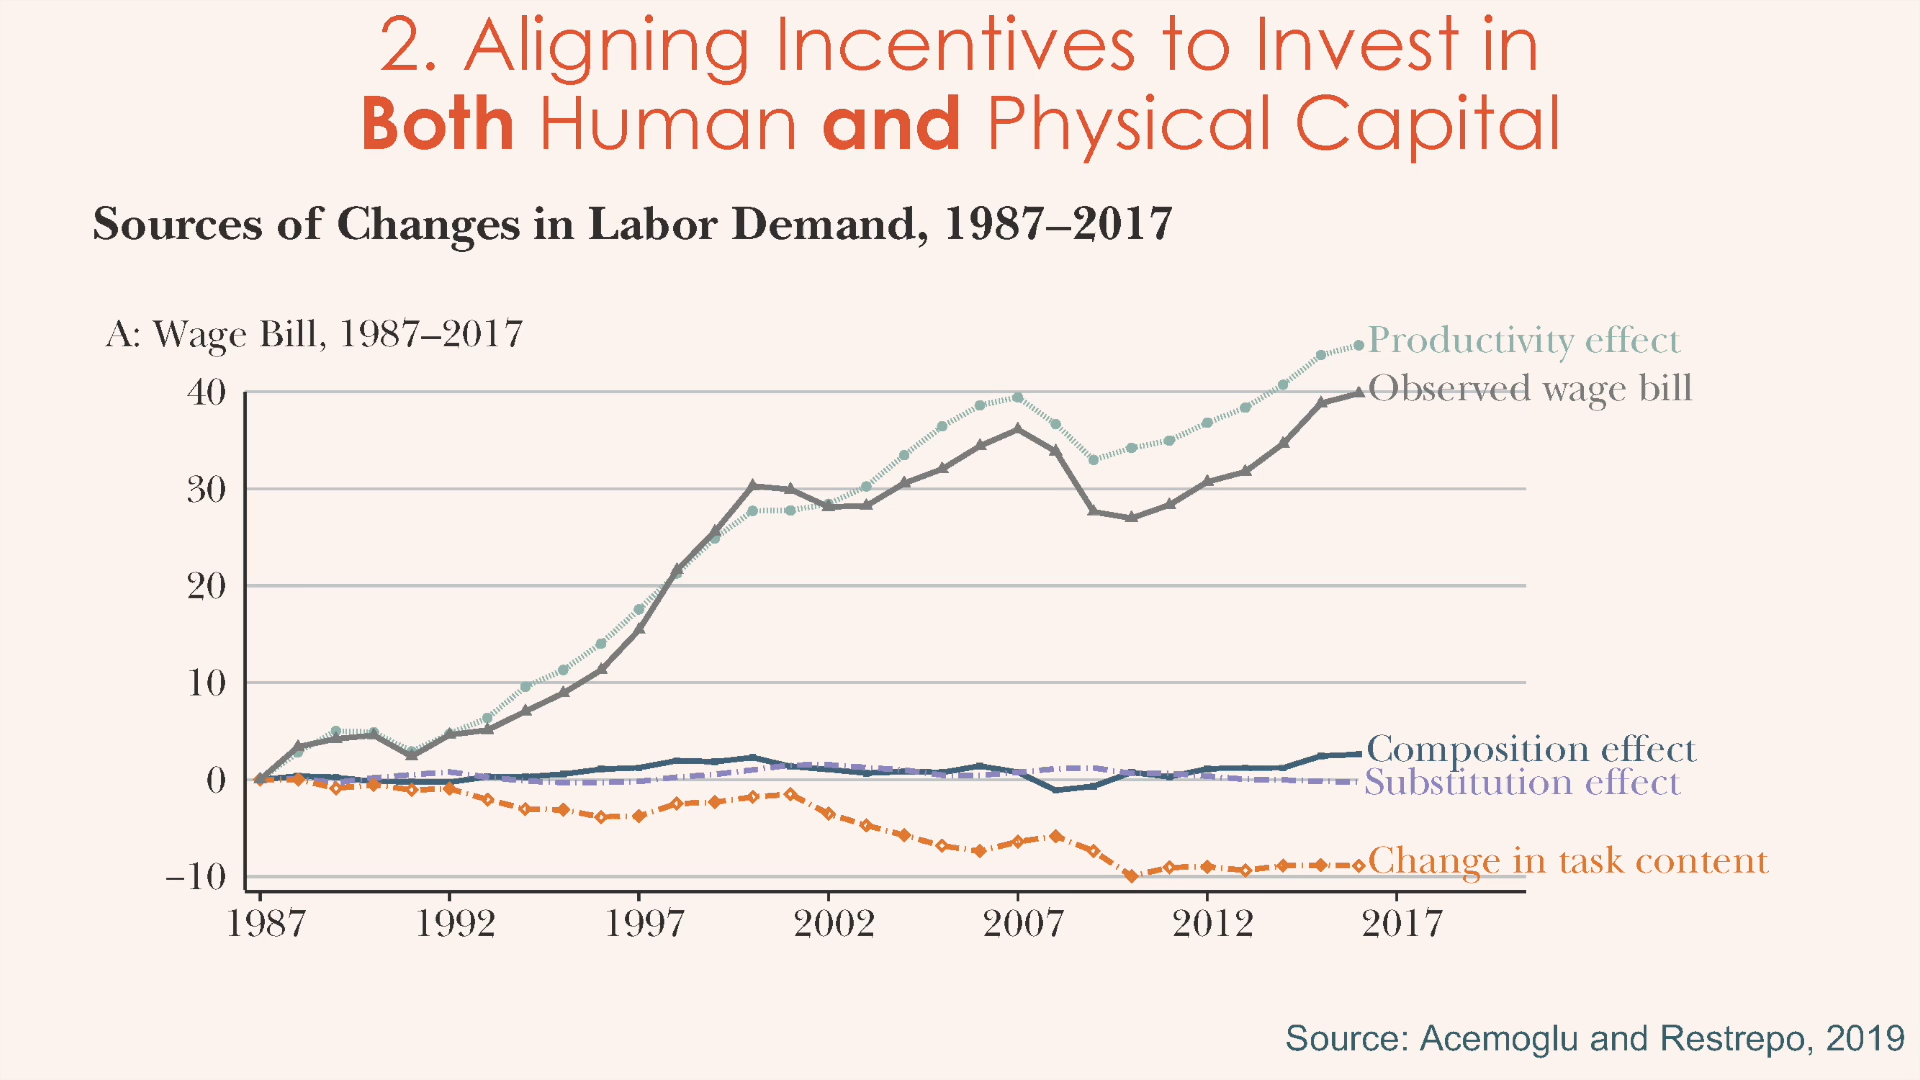 2. Aligning Incentives to Invest in
Both Human and Physical Capital
Sources of Changes in Labor Demand, 1987–2017
A: Wage Bill, 1987–2017
Productivity effect
40
Observed wage bill
30
20
10
Composition effect
0
Substitution effect
Change in task content
−10
1987 1992 1997 2002 2007 2012 2017
Source: Acemoglu and Restrepo, 2019